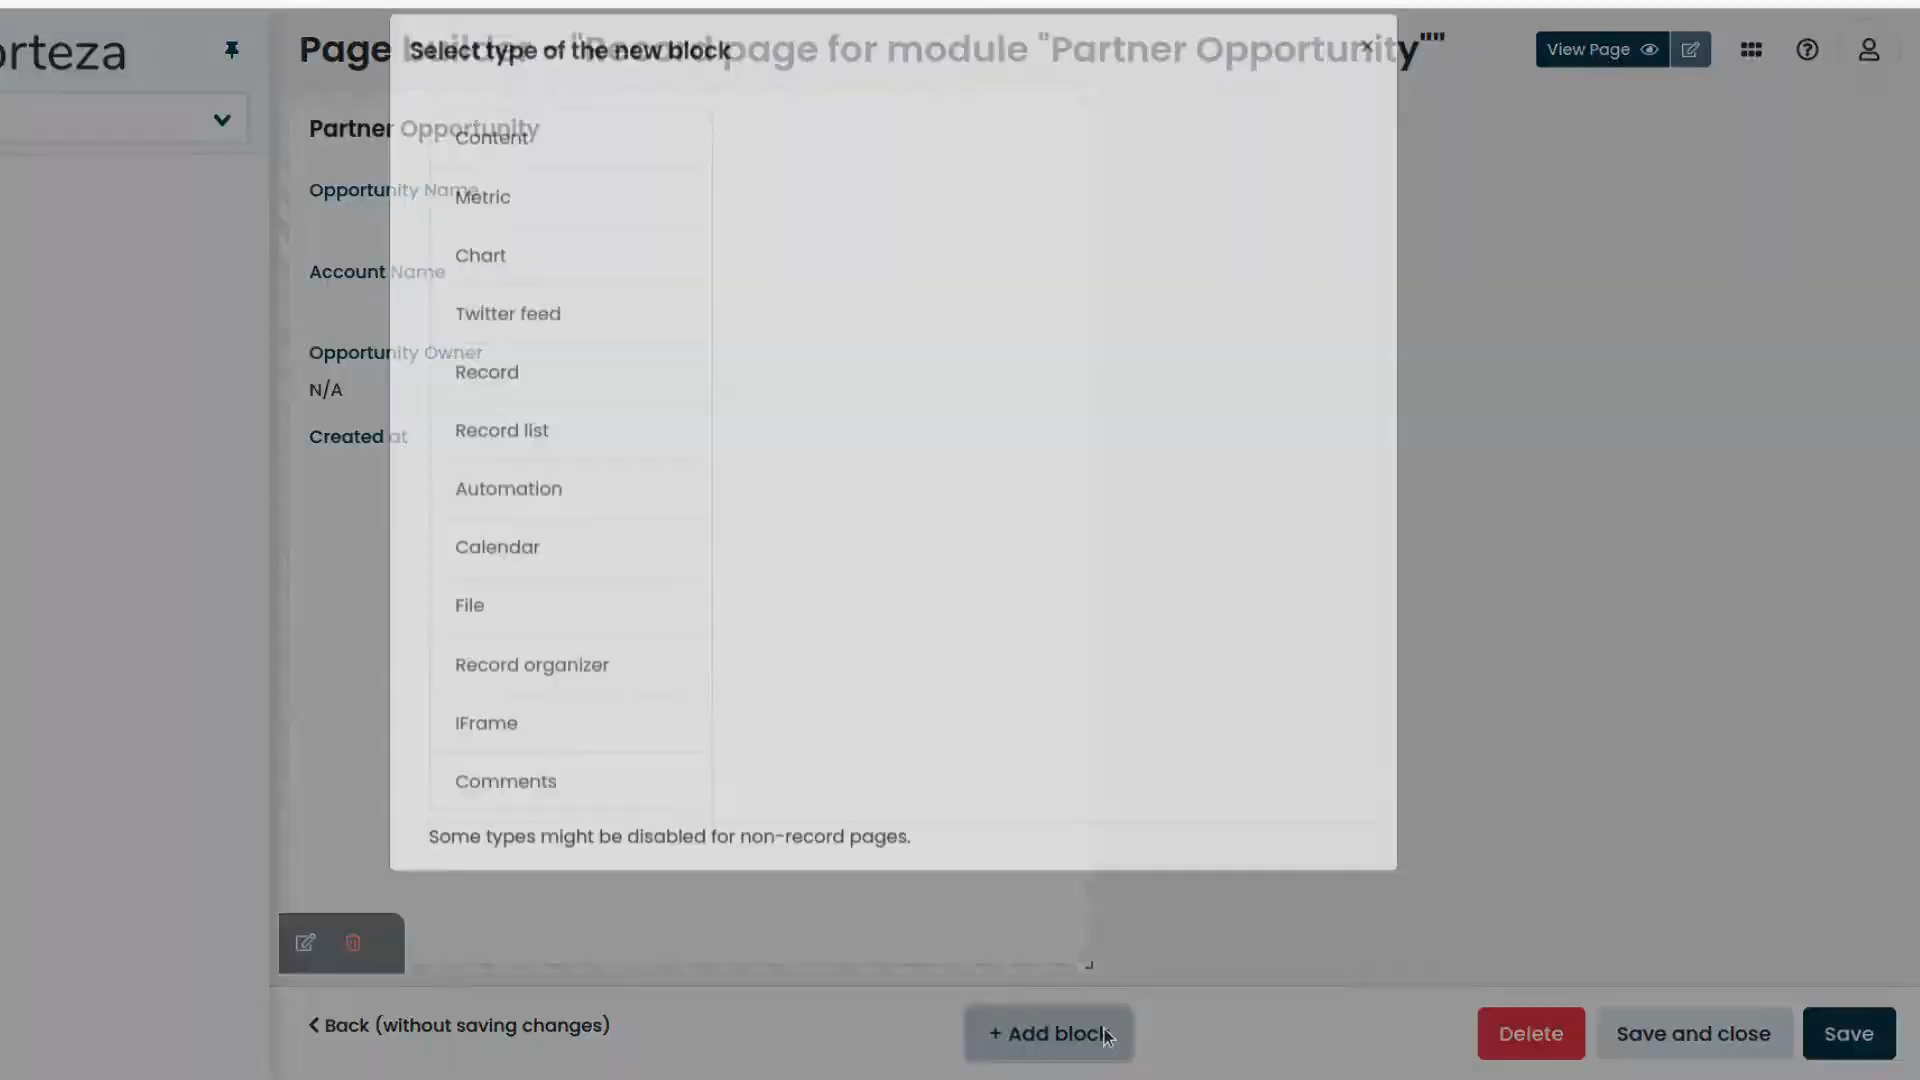 orteza
Page builder "Record page for module "Partner Opportunity""
Select type of the new block
×
View Page
Partner Opportunity
Content
Opportunity Name
Metric
Chart
Account Name
Twitter feed
Opportunity Owner
Record
N/A
Record list
Created at
Automation
Calendar
File
Record organizer
IFrame
Comments
Some types might be disabled for non-record pages.
Back (without saving changes)
+ Add block
Delete
Save and close
Save